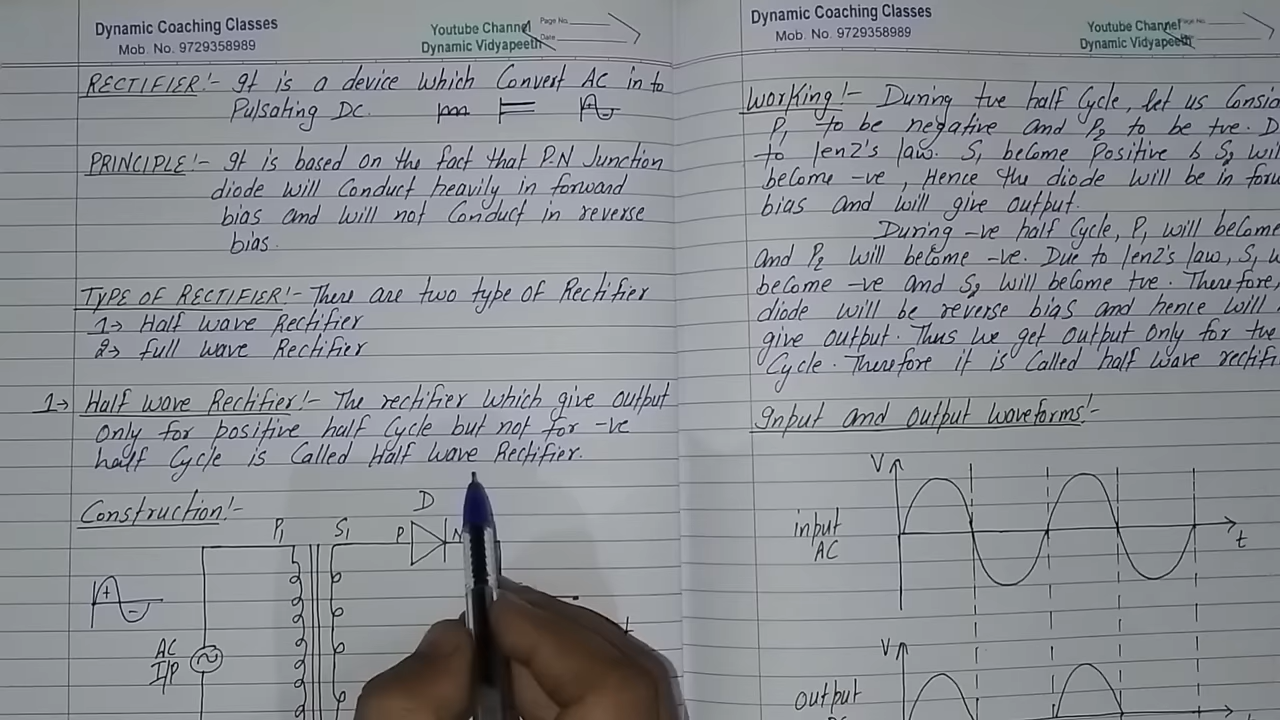 Dynamic Coaching Classes
Mob. No. 9729358989
Youtube Channel
Dynamic Vidyapeeth
Page No.
Date
RECTIFIER:- It is a device which Convert AC in to
Pulsating DC.
PRINCIPLE:- It is based on the fact that P.N Junction
diode will Conduct heavily in forward
bias and will not Conduct in reverse
bias.
TYPE OF RECTIFIER:- There are two type of Rectifier
1→ Half Wave Rectifier
2→ full Wave Rectifier
1→ Half Wave Rectifier:- The rectifier which give output
Only for positive half Cycle but not for -ve
half Cycle is Called Half Wave Rectifier.
Construction:-
D
P1 S1 P N
+
-
AC
I/P
Dynamic Coaching Classes
Mob. No. 9729358989
Youtube Channel
Dynamic Vidyapeeth
Page No.
Working:- During +ve half Cycle, let us Consi
P1 to be negative and P2 to be +ve. D
to lenz's law. S1 become Positive & S2 wil
become -ve, Hence the diode will be in for
bias and will give output.
During -ve half Cycle, P1 will become
and P2 will become -ve. Due to lenz's law, S1 w
become -ve and S2 will become +ve. Therefore,
diode will be reverse bias and hence will
give output. Thus we get output only for +ve
Cycle. Therefore it is Called half wave rectifi
Input and output waveforms:-
V
input
AC
t
V
output